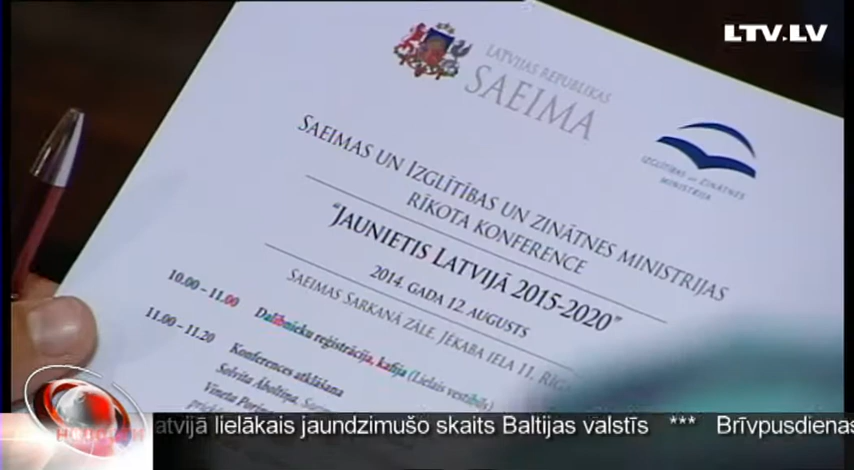 LTV.LV
LATVIJAS REPUBLIKAS
SAEIMA
IZGLĪTĪBAS UN ZINĀTNES
MINISTRIJA
SAEIMAS UN IZGLĪTĪBAS UN ZINĀTNES MINISTRIJAS
RĪKOTA KONFERENCE
"JAUNIETIS LATVIJĀ 2015-2020"
2014. GADA 12. AUGUSTS
SAEIMAS SARKANĀ ZĀLE, JĒKABA IELA 11, RĪGA
10.00 – 11.00 Dalībnieku reģistrācija, kafija (Lielais vestibils)
11.00 – 11.20 Konferences atklāšana
Solvita Āboltiņa,
Vineta
НОВОСТИ
atvijā lielākais jaundzimušo skaits Baltijas valstīs *** Brīvpusdienas